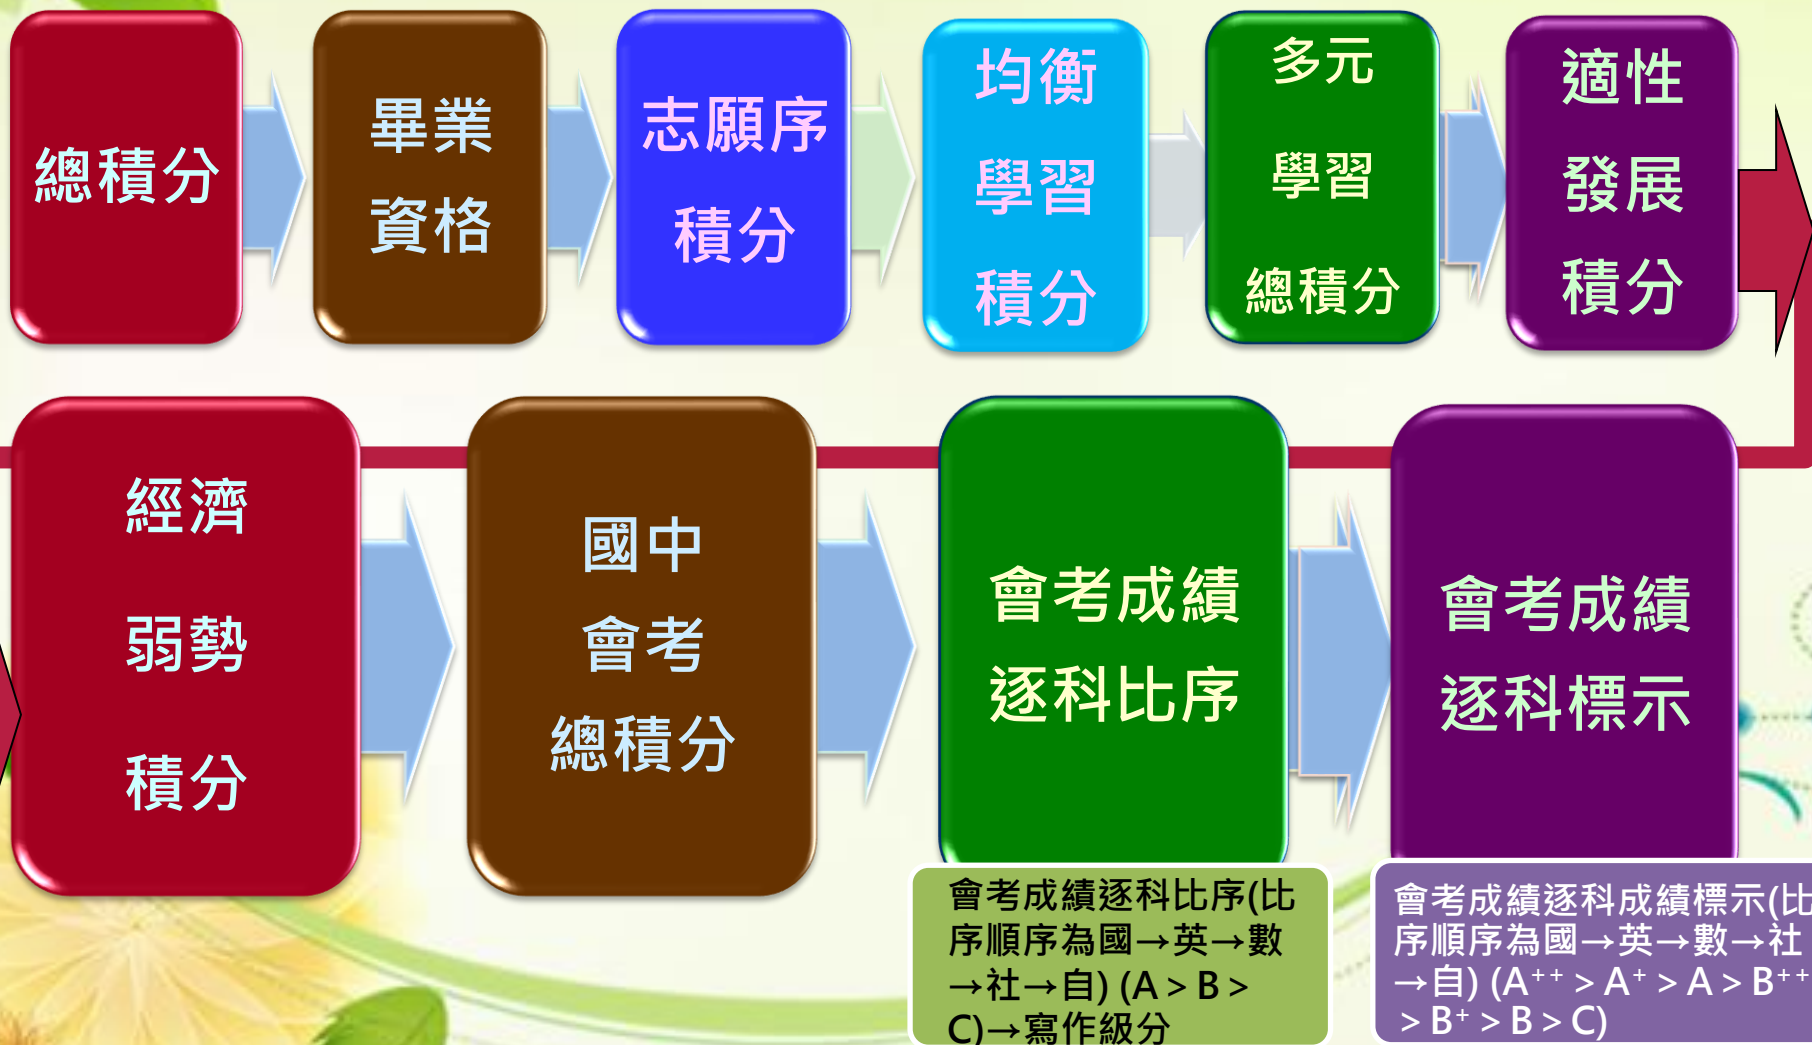 總積分
畢業
資格
志願序
積分
均衡
學習
積分
多元
學習
總積分
適性
發展
積分
經濟
弱勢
積分
國中
會考
總積分
會考成績
逐科比序
會考成績
逐科標示
會考成績逐科比序(比
序順序為國→英→數
→社→自) (A > B >
C)→寫作級分
會考成績逐科成績標示(比
序順序為國→英→數→社
→自) (A⁺⁺ > A⁺ > A > B⁺⁺
> B⁺ > B > C)